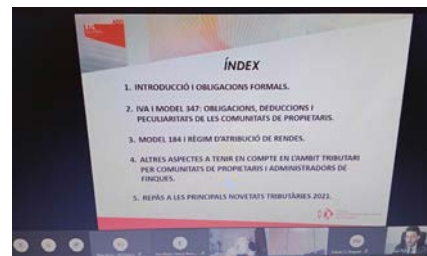 ÍNDEX
1. INTRODUCCIÓ I OBLIGACIONS FORMALS.
2. IVA I MODEL 347: OBLIGACIONS, DEDUCCIONS I
PECULIARITATS DE LES COMUNITATS DE PROPIETARIS.
3. MODEL 184 I RÈGIM D'ATRIBUCIÓ DE RENDES.
4. ALTRES ASPECTES A TENIR EN COMPTE EN L'AMBIT TRIBUTARI
PER COMUNITATS DE PROPIETARIS I ADMINISTRADORS DE
FINQUES.
5. REPÀS A LES PRINCIPALS NOVETATS TRIBUTÀRIES 2021.